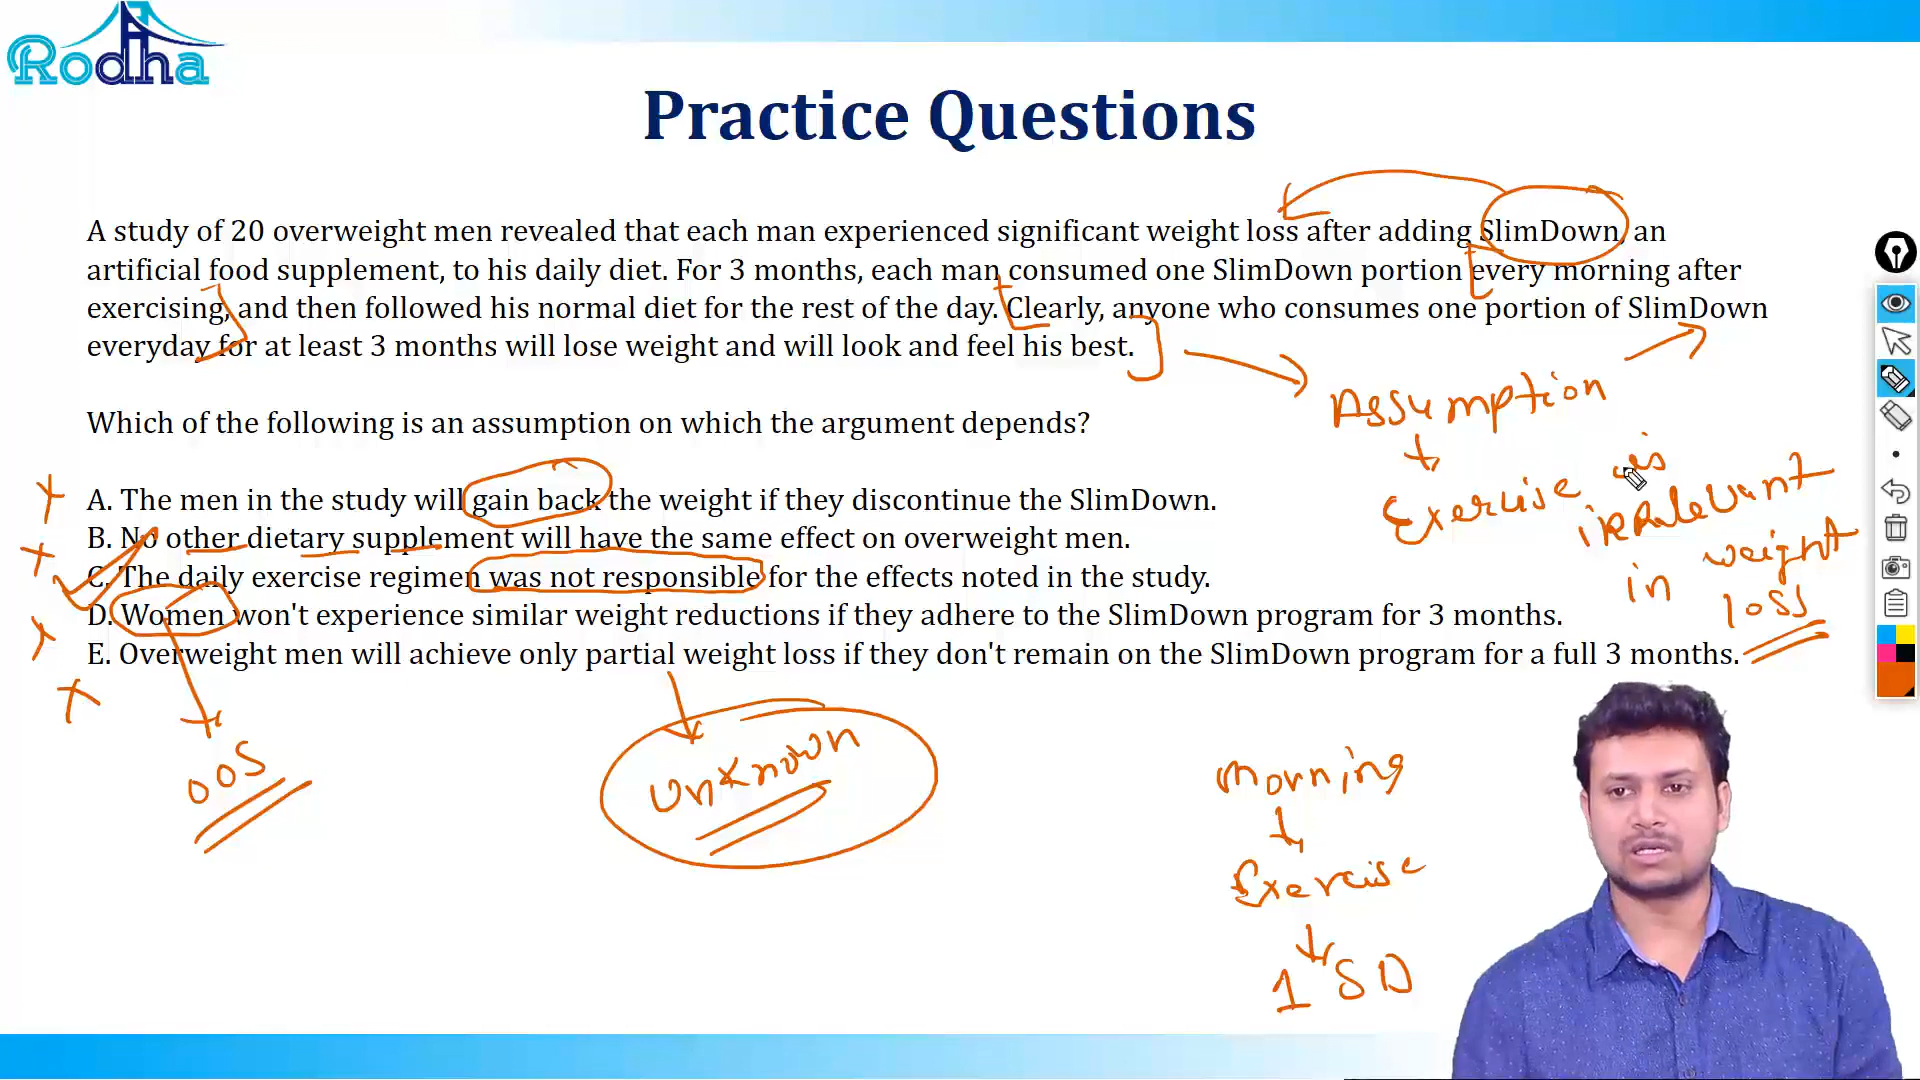 Rodha
Practice Questions
A study of 20 overweight men revealed that each man experienced significant weight loss after adding SlimDown, an
artificial food supplement, to his daily diet. For 3 months, each man consumed one SlimDown portion every morning after
exercising, and then followed his normal diet for the rest of the day. Clearly, anyone who consumes one portion of SlimDown
everyday for at least 3 months will lose weight and will look and feel his best.
Assumption
Which of the following is an assumption on which the argument depends?
Exercise is
irrelevant
in weight
loss
A. The men in the study will gain back the weight if they discontinue the SlimDown.
B. No other dietary supplement will have the same effect on overweight men.
C. The daily exercise regimen was not responsible for the effects noted in the study.
D. Women won't experience similar weight reductions if they adhere to the SlimDown program for 3 months.
E. Overweight men will achieve only partial weight loss if they don't remain on the SlimDown program for a full 3 months.
OOS
Unknown
Morning
Exercise
1 SD